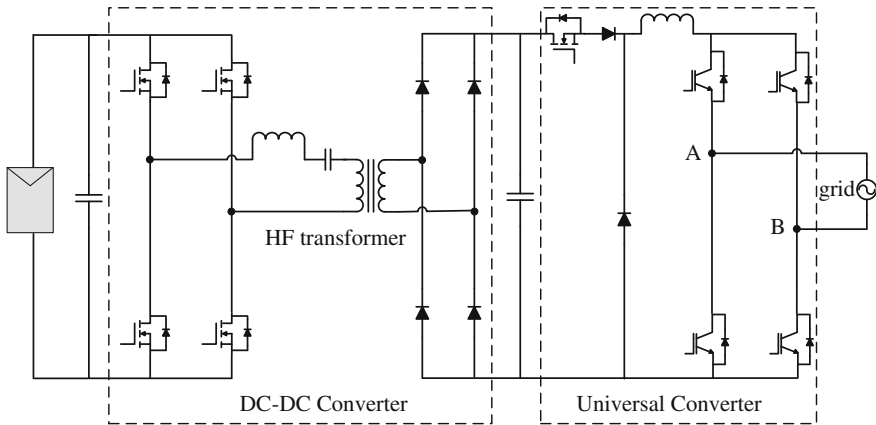 A
grid
B
HF transformer
DC-DC Converter
Universal Converter